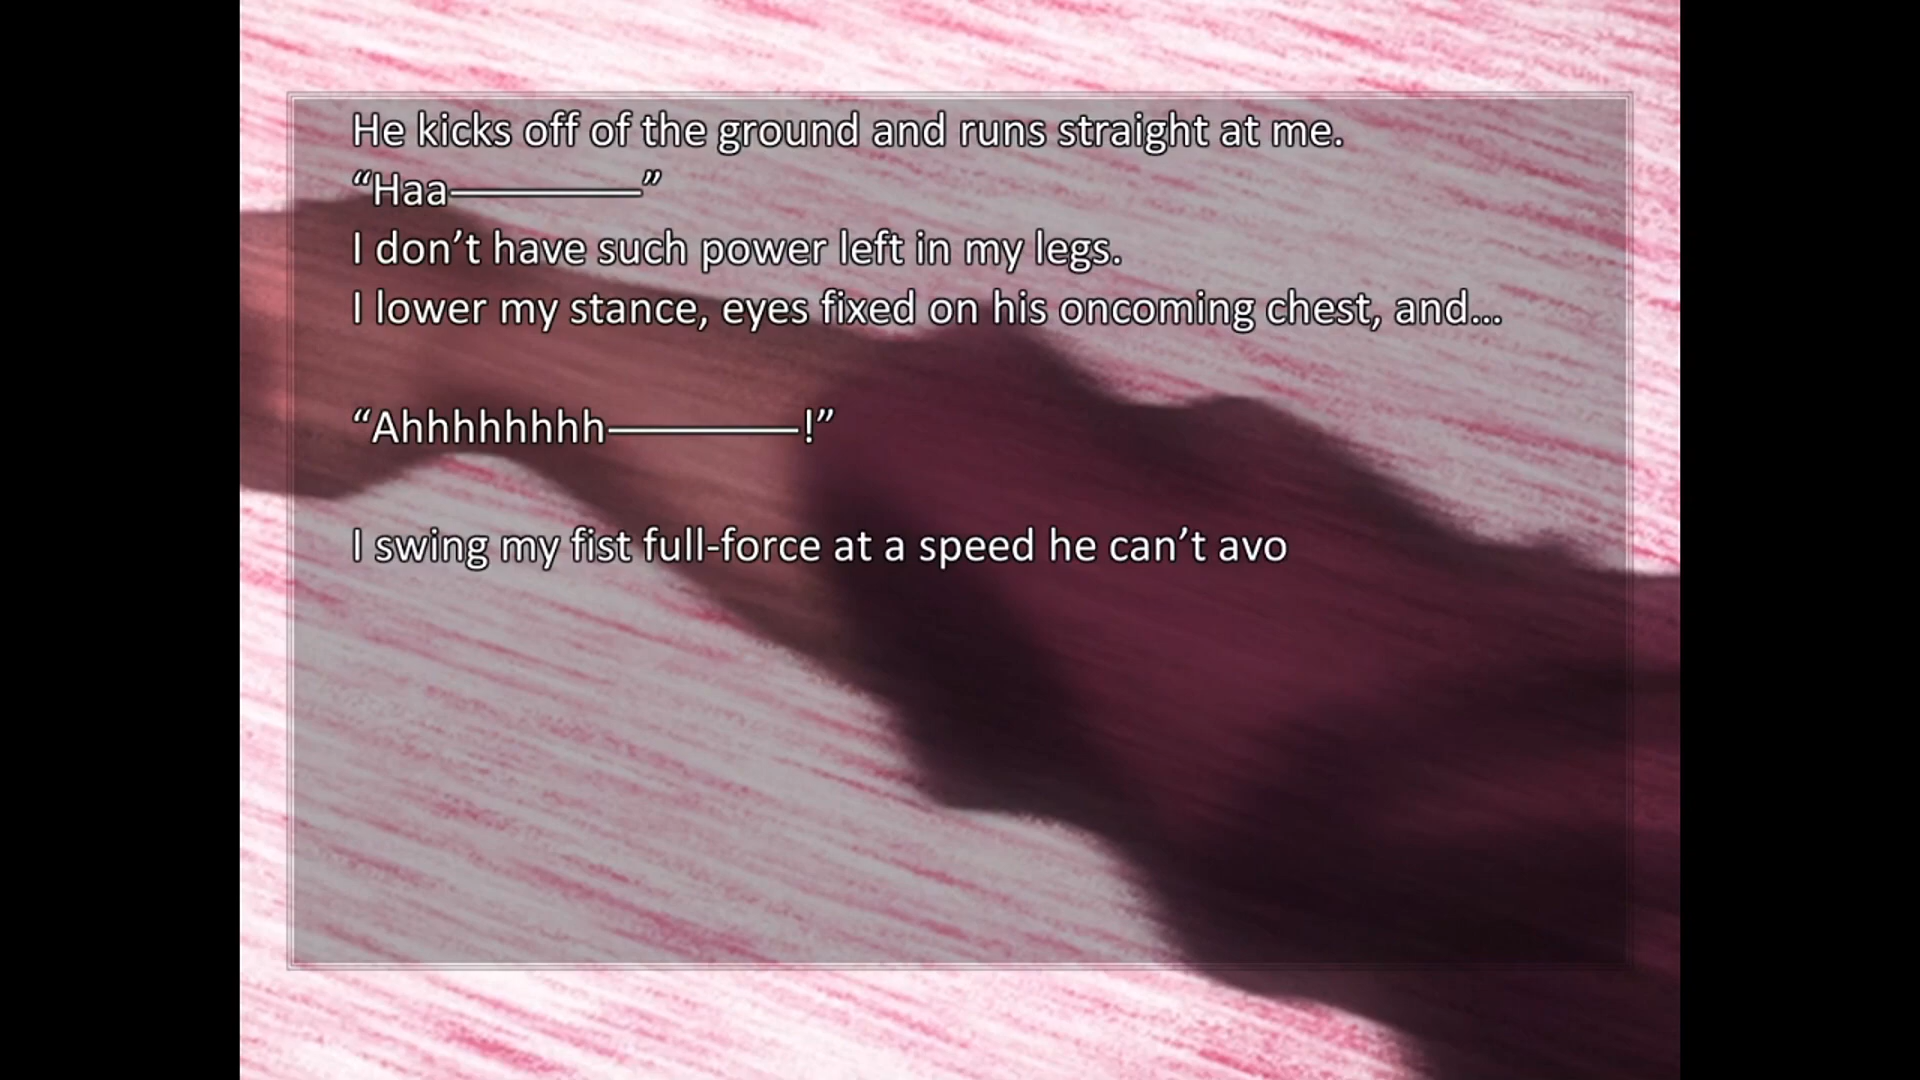 He kicks off of the ground and runs straight at me.
“Haa――――”
I don’t have such power left in my legs.
I lower my stance, eyes fixed on his oncoming chest, and...
“Ahhhhhhhh――――!”
I swing my fist full-force at a speed he can’t avo